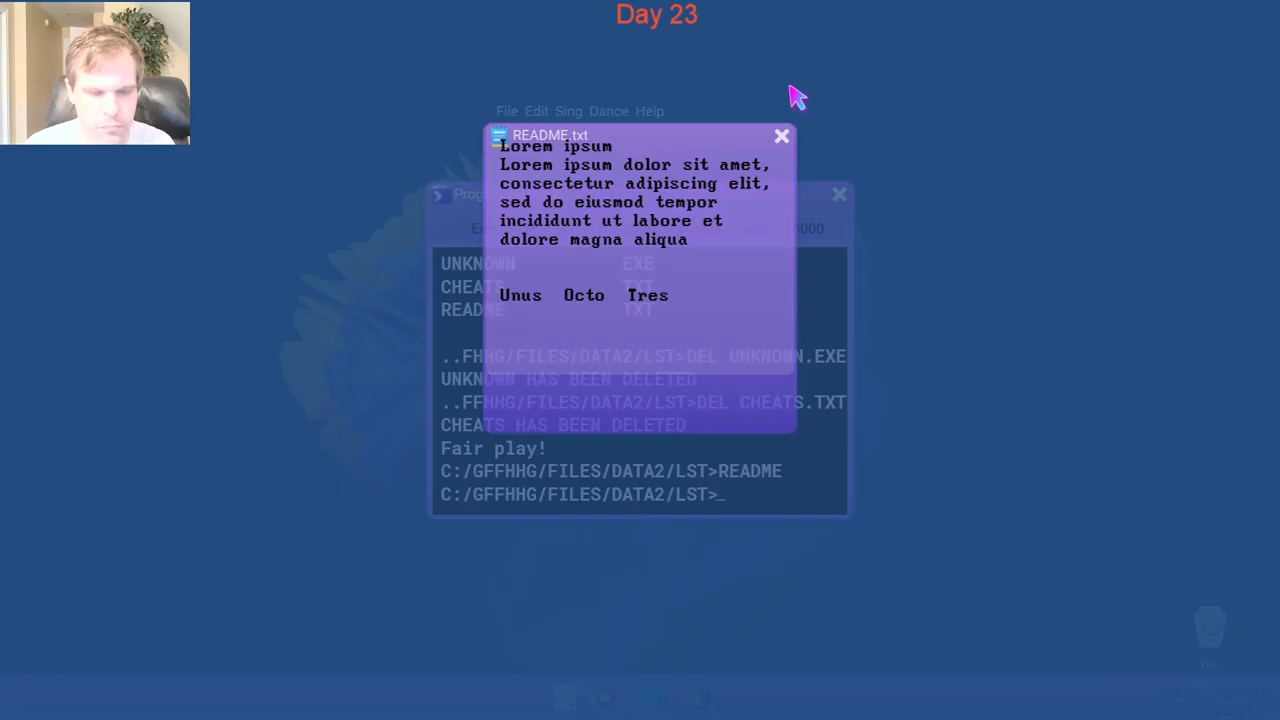 Day 23
File Edit Sing Dance Help
README.txt
Lorem ipsum
Lorem ipsum dolor sit amet,
consectetur adipiscing elit,
sed do eiusmod tempor
incididunt ut labore et
dolore magna aliqua
Unus Octo Tres
UNKNOWN EXE
CHEATS TXT
README TXT
..FHHG/FILES/DATA2/LST>DEL UNKNOWN.EXE
UNKNOWN HAS BEEN DELETED
..FFHHG/FILES/DATA2/LST>DEL CHEATS.TXT
CHEATS HAS BEEN DELETED
Fair play!
C:/GFFHHG/FILES/DATA2/LST>README
C:/GFFHHG/FILES/DATA2/LST>_
Bin